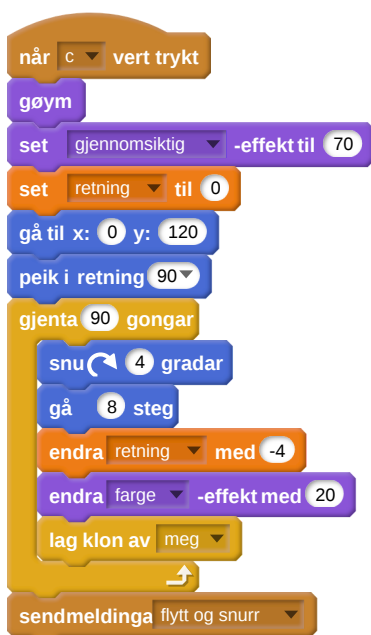 når c vert trykt
gøym
set gjennomsiktig -effekt til 70
set retning til 0
gå til x: 0 y: 120
peik i retning 90
gjenta 90 gongar
snu 4 gradar
gå 8 steg
endra retning med -4
endra farge -effekt med 20
lag klon av meg
send meldinga flytt og snurr